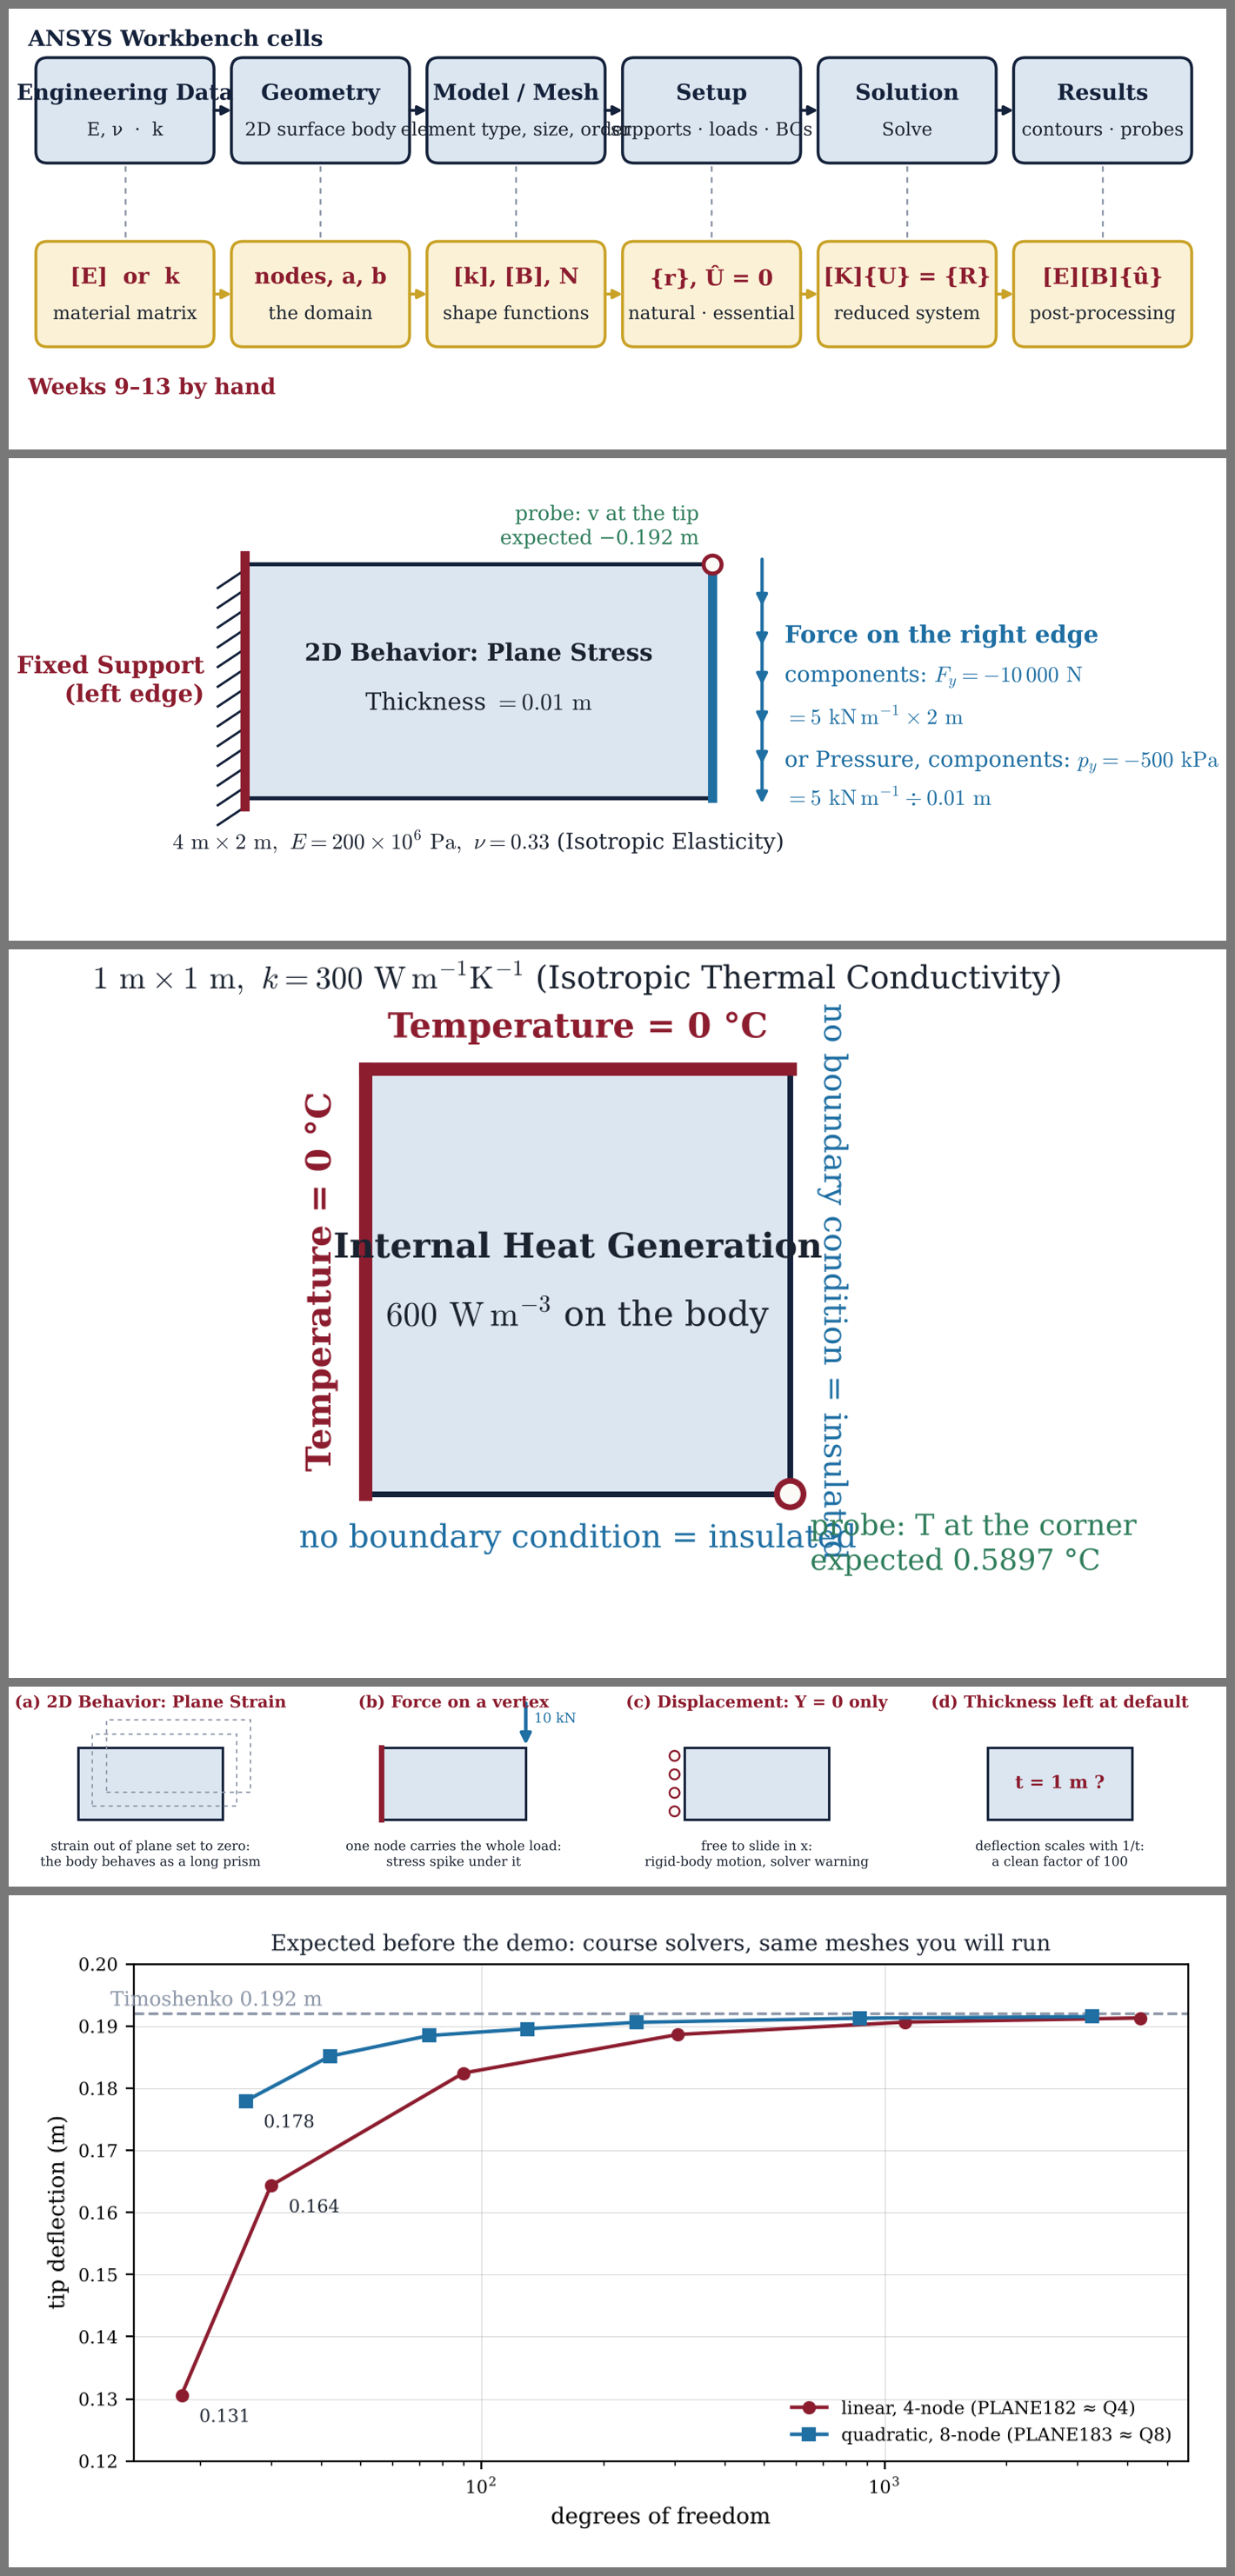 ANSYS Workbench cells
Engineering Data
E, ν · k
Geometry
2D surface body
Model / Mesh
element type, size, order
Setup
supports · loads · BCs
Solution
Solve
Results
contours · probes
[E] or k
material matrix
nodes, a, b
the domain
[k], [B], N
shape functions
{r}, Û = 0
natural · essential
[K]{U} = {R}
reduced system
[E][B]{û}
post-processing
Weeks 9–13 by hand
probe: v at the tip
expected −0.192 m
Fixed Support
(left edge)
2D Behavior: Plane Stress
Thickness = 0.01 m
Force on the right edge
components: F_y = −10 000 N
= 5 kN m⁻¹ × 2 m
or Pressure, components: p_y = −500 kPa
= 5 kN m⁻¹ ÷ 0.01 m
4 m × 2 m, E = 200 × 10⁶ Pa, ν = 0.33 (Isotropic Elasticity)
1 m × 1 m, k = 300 W m⁻¹K⁻¹ (Isotropic Thermal Conductivity)
Temperature = 0 °C
Temperature = 0 °C
Internal Heat Generation
600 W m⁻³ on the body
no boundary condition = insulated
no boundary condition = insulated
probe: T at the corner
expected 0.5897 °C
(a) 2D Behavior: Plane Strain
strain out of plane set to zero:
the body behaves as a long prism
(b) Force on a vertex
10 kN
one node carries the whole load:
stress spike under it
(c) Displacement: Y = 0 only
free to slide in x:
rigid-body motion, solver warning
(d) Thickness left at default
t = 1 m ?
deflection scales with 1/t:
a clean factor of 100
Expected before the demo: course solvers, same meshes you will run
Timoshenko 0.192 m
tip deflection (m)
0.20
0.19
0.18
0.17
0.16
0.15
0.14
0.13
0.12
0.178
0.164
0.131
linear, 4-node (PLANE182 ≈ Q4)
quadratic, 8-node (PLANE183 ≈ Q8)
10²
10³
degrees of freedom